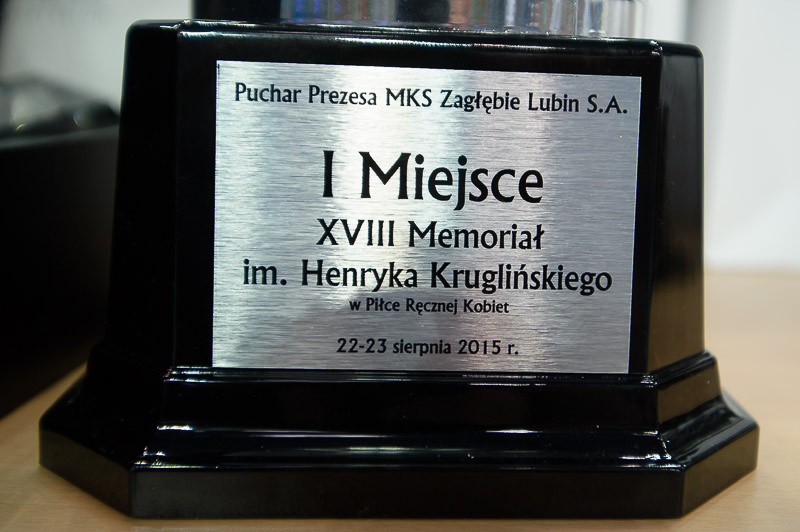 Puchar Prezesa MKS Zagłębie Lubin S.A.
I Miejsce
XVIII Memoriał
im. Henryka Kruglińskiego
w Piłce Ręcznej Kobiet
22-23 sierpnia 2015 r.